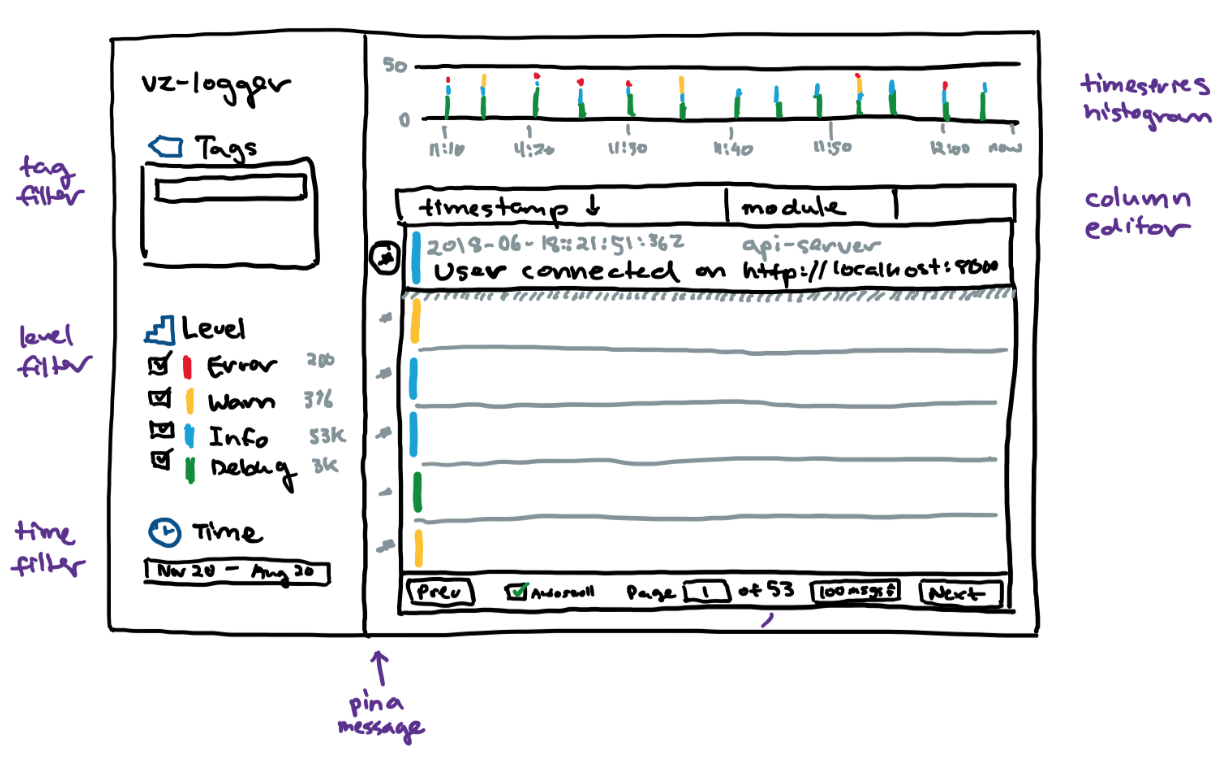 vz-logger
Tags
tag
filter
Level
level
filter
Error 200
Warn 376
Info 53K
Debug 3K
time
filter
Time
Nov 20 - Aug 20
50
0
11:10 11:20 11:30 11:40 11:50 12:00 now
timeseries
histogram
timestamp ↓ module
column
editor
2018-06-18::21:51:362 api-server
User connected on http://localhost:8000
Prev Autoscroll Page 1 of 53 100 msgs Next
pin a
message